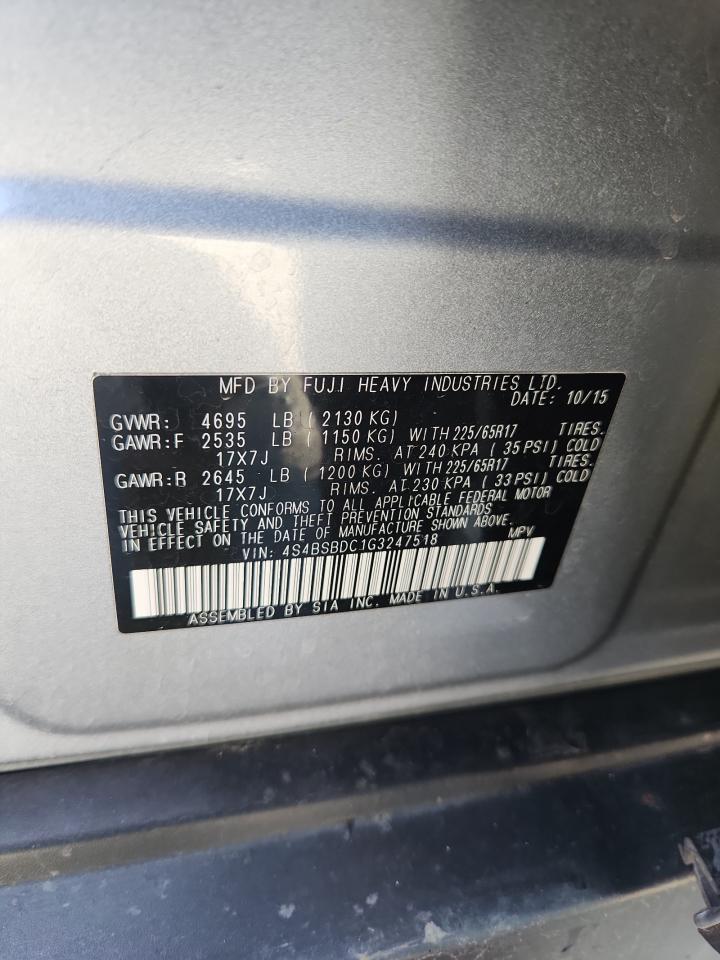 MFD BY FUJI HEAVY INDUSTRIES LTD.
DATE: 10/15
GVWR: 4695 LB ( 2130 KG)
GAWR:F 2535 LB ( 1150 KG) WITH 225/65R17 TIRES.
17X7J RIMS. AT 240 KPA ( 35 PSI) COLD
GAWR:R 2645 LB ( 1200 KG) WITH 225/65R17 TIRES.
17X7J RIMS. AT 230 KPA ( 33 PSI) COLD
THIS VEHICLE CONFORMS TO ALL APPLICABLE FEDERAL MOTOR
VEHICLE SAFETY AND THEFT PREVENTION STANDARDS
IN EFFECT ON THE DATE OF MANUFACTURE SHOWN ABOVE.
VIN: 4S4BSBDC1G3247518 MPV
ASSEMBLED BY SIA INC. MADE IN U.S.A.